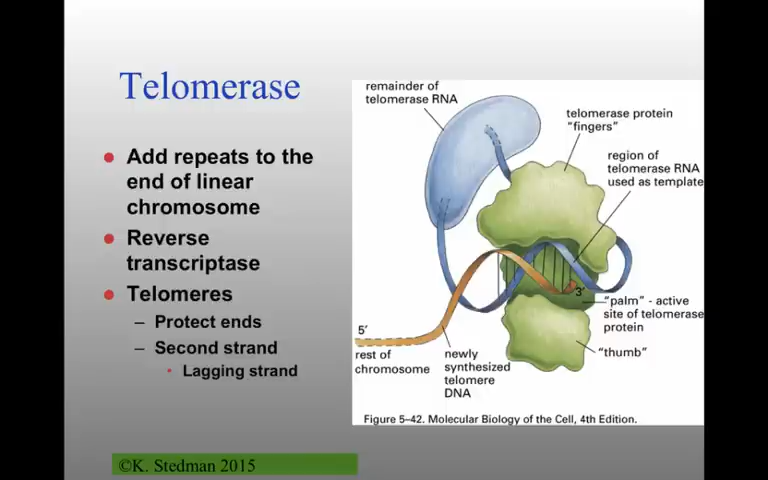 Telomerase
Add repeats to the
end of linear
chromosome
Reverse
transcriptase
Telomeres
– Protect ends
– Second strand
Lagging strand
remainder of
telomerase RNA
telomerase protein
"fingers"
region of
telomerase RNA
used as template
3'
"palm" - active
site of telomerase
protein
"thumb"
5'
rest of
chromosome
newly
synthesized
telomere
DNA
Figure 5-42. Molecular Biology of the Cell, 4th Edition.
©K. Stedman 2015